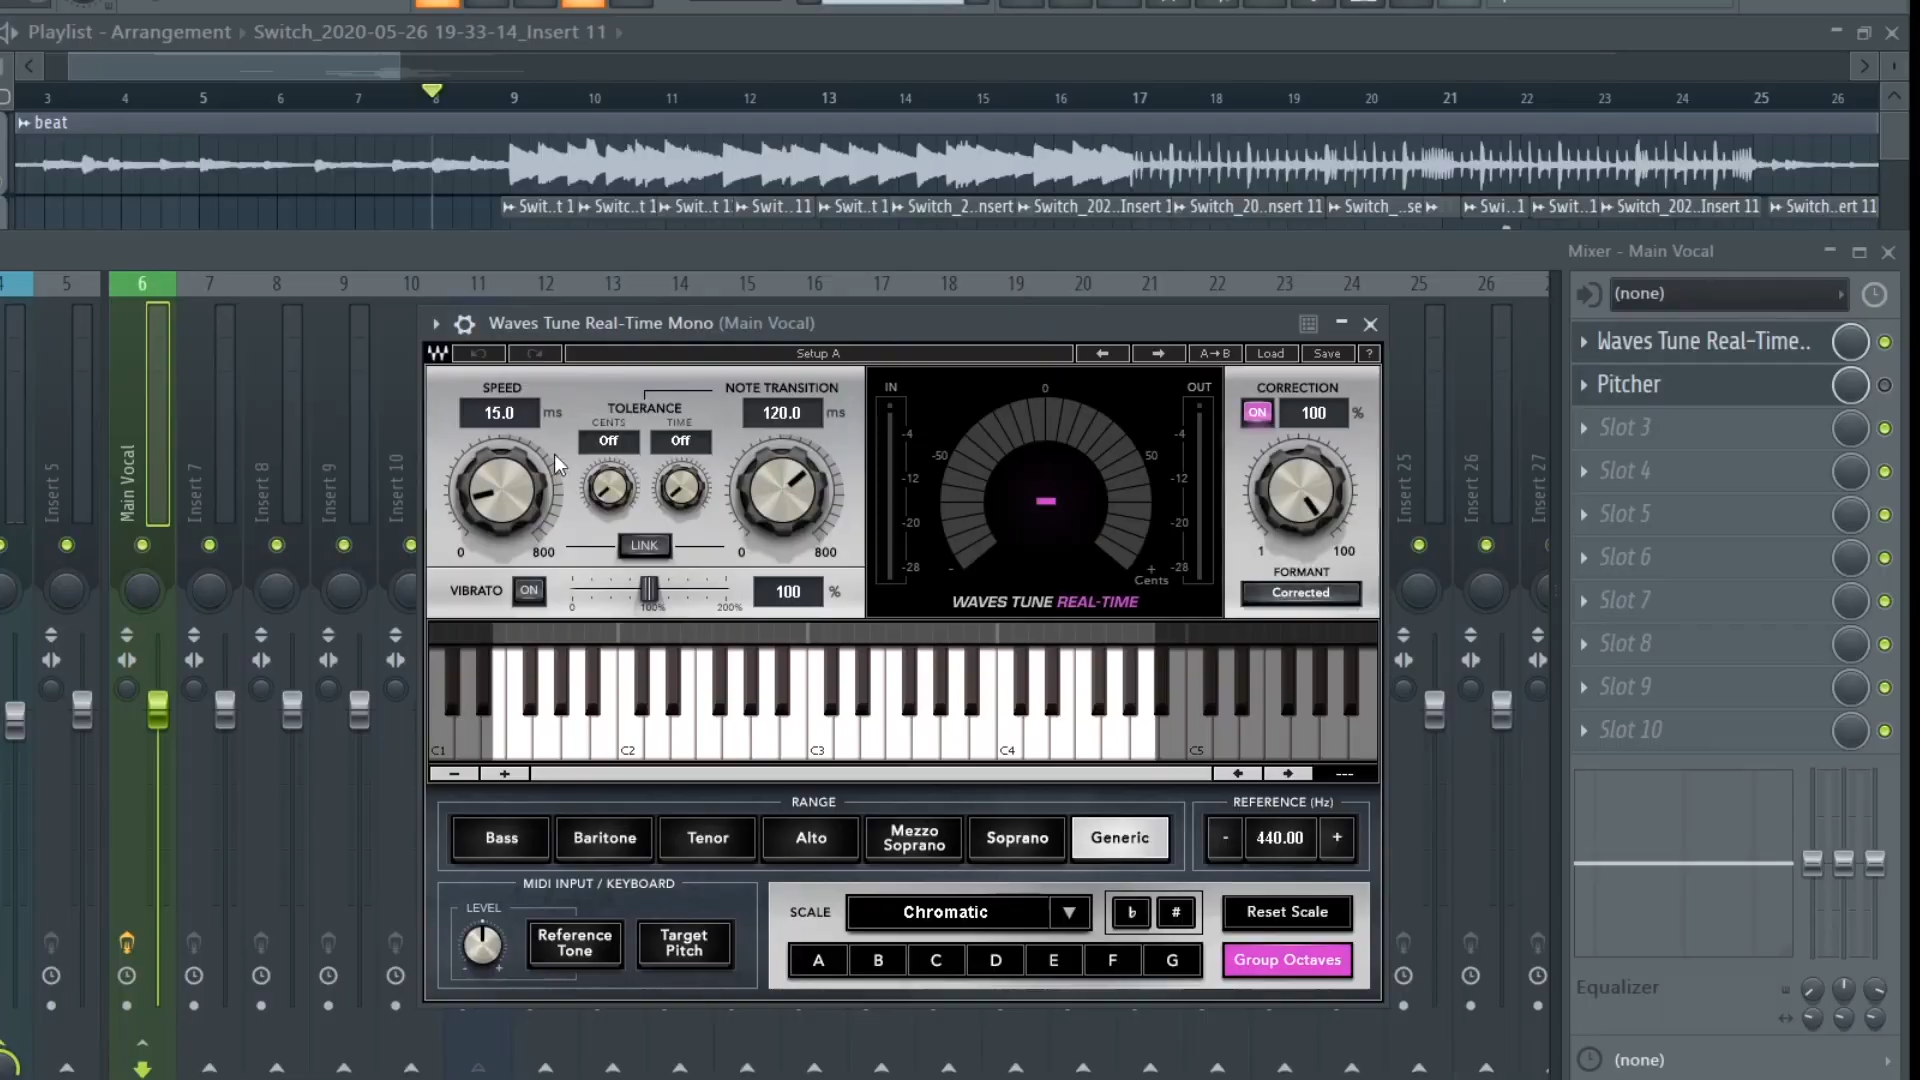 Playlist - Arrangement › Switch_2020-05-26 19-33-14_Insert 11 ›
3 4 5 6 7 8 9 10 11 12 13 14 15 16 17 18 19 20 21 22 23 24 25 26
beat
Swit..t 1 Switc..t 1 Swit..t 1 Swit..11 Swit..t 1 Switch_2..nsert Switch_202..Insert 1 Switch_20..nsert 11 Switch_..se Swi..1 Swit..1 Switch_202..Insert 11 Switch..ert 11
Mixer - Main Vocal
4 5 6 7 8 9 10 11 12 13 14 15 16 17 18 19 20 21 22 23 24 25 26
(none)
Waves Tune Real-Time Mono (Main Vocal)
Setup A A→B Load Save ?
Waves Tune Real-Time..
Pitcher
Slot 3
Slot 4
Slot 5
Slot 6
Slot 7
Slot 8
Slot 9
Slot 10
Insert 5
Main Vocal
Insert 7
Insert 8
Insert 9
Insert 10
Insert 25
Insert 26
Insert 27
SPEED
15.0 ms
0 800
TOLERANCE
CENTS TIME
Off Off
LINK
NOTE TRANSITION
120.0 ms
0 800
VIBRATO ON
0 100% 200%
100 %
IN
0
OUT
-4 -4
-50 50
-12 -12
-20 -20
-28 -28
- + Cents
WAVES TUNE REAL-TIME
CORRECTION
ON 100 %
1 100
FORMANT
Corrected
C1 C2 C3 C4 C5
- + ---
RANGE
Bass Baritone Tenor Alto Mezzo Soprano Soprano Generic
REFERENCE (Hz)
- 440.00 +
MIDI INPUT / KEYBOARD
LEVEL
- +
Reference Tone
Target Pitch
SCALE Chromatic ♭ # Reset Scale
A B C D E F G Group Octaves
Equalizer
(none)